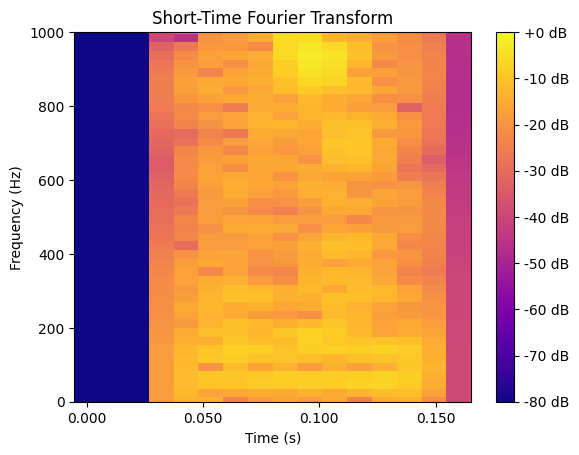 Short-Time Fourier Transform
1000
800
600
400
200
0
Frequency (Hz)
0.000
0.050
0.100
0.150
Time (s)
+0 dB
-10 dB
-20 dB
-30 dB
-40 dB
-50 dB
-60 dB
-70 dB
-80 dB